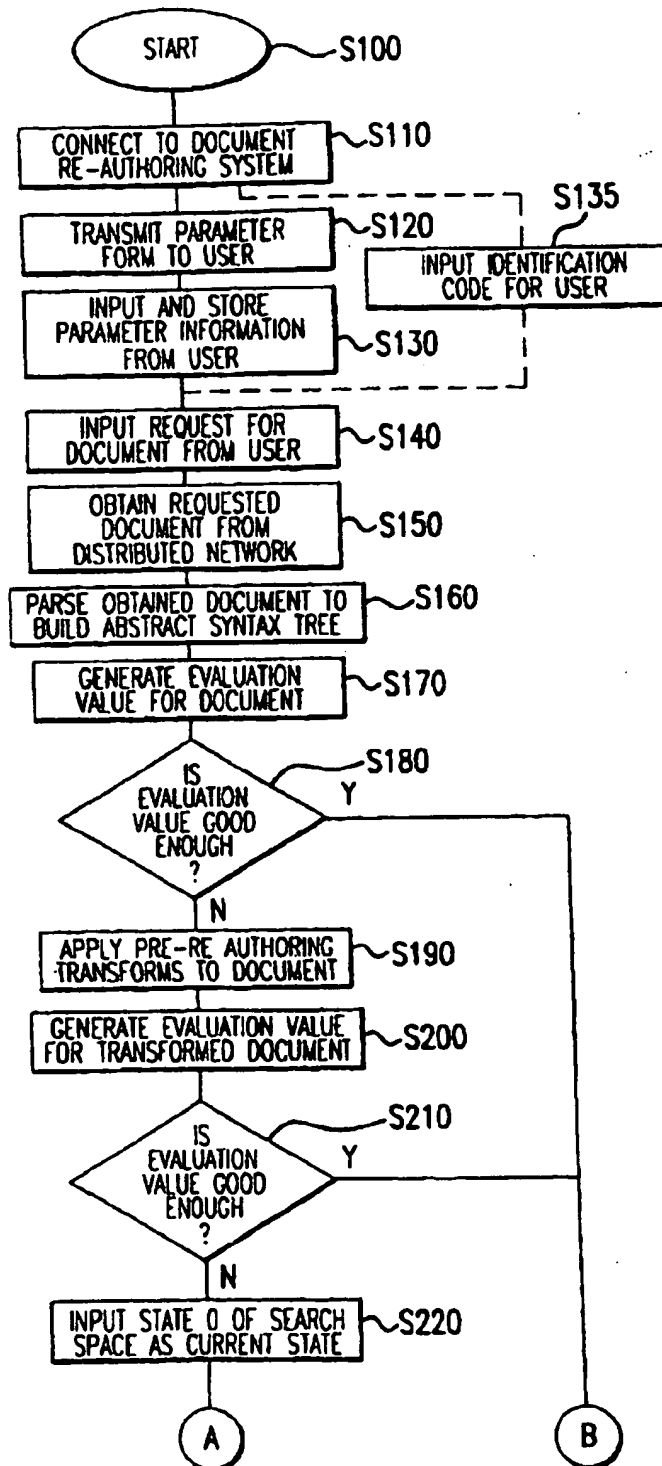 START
S100
CONNECT TO DOCUMENT
RE-AUTHORING SYSTEM
S110
S135
TRANSMIT PARAMETER
FORM TO USER
S120
INPUT IDENTIFICATION
CODE FOR USER
INPUT AND STORE
PARAMETER INFORMATION
FROM USER
S130
INPUT REQUEST FOR
DOCUMENT FROM USER
S140
OBTAIN REQUESTED
DOCUMENT FROM
DISTRIBUTED NETWORK
S150
PARSE OBTAINED DOCUMENT TO
BUILD ABSTRACT SYNTAX TREE
S160
GENERATE EVALUATION
VALUE FOR DOCUMENT
S170
IS
EVALUATION
VALUE GOOD
ENOUGH
?
S180
Y
N
APPLY PRE-RE AUTHORING
TRANSFORMS TO DOCUMENT
S190
GENERATE EVALUATION VALUE
FOR TRANSFORMED DOCUMENT
S200
IS
EVALUATION
VALUE GOOD
ENOUGH
?
S210
Y
N
INPUT STATE 0 OF SEARCH
SPACE AS CURRENT STATE
S220
A
B